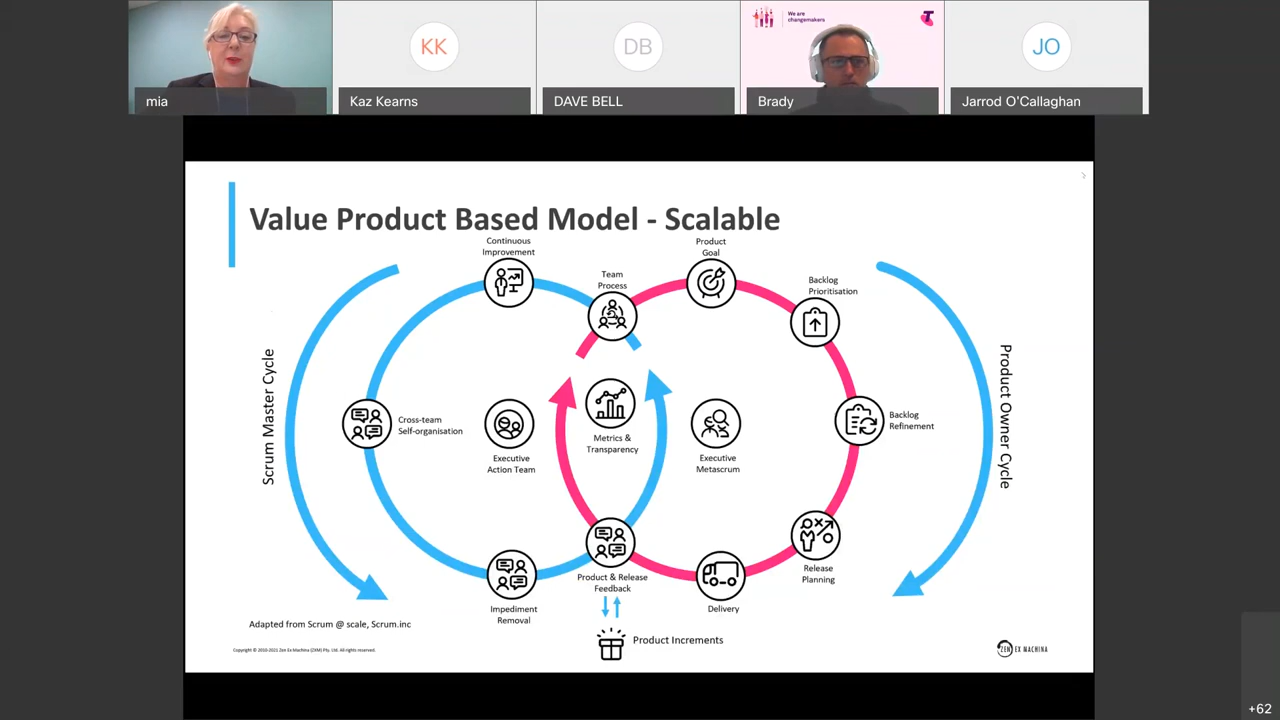 We are
changemakers
KK
DB
JO
mia
Kaz Kearns
DAVE BELL
Brady
Jarrod O'Callaghan
Value Product Based Model - Scalable
Continuous
Improvement
Product
Goal
Team
Process
Backlog
Prioritisation
Scrum Master Cycle
Product Owner Cycle
Cross-team
Self-organisation
Backlog
Refinement
Metrics &
Transparency
Executive
Action Team
Executive
Metascrum
Product & Release
Feedback
Release
Planning
Impediment
Removal
Delivery
Adapted from Scrum @ scale, Scrum.inc
Product Increments
Copyright © 2010-2021 Zen Ex Machina (ZXM) Pty. Ltd. All rights reserved.
ZEN EX MACHINA
+62